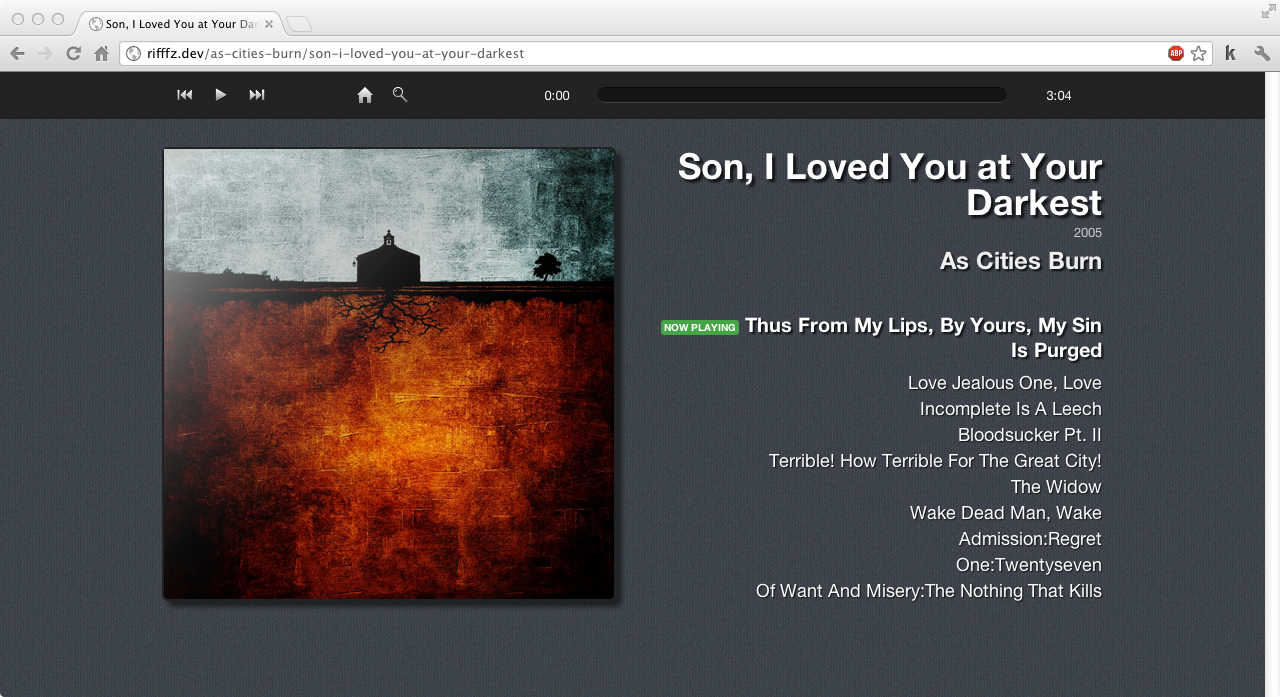 Son, I Loved You at Your Dar
rifffz.dev/as-cities-burn/son-i-loved-you-at-your-darkest
ABP
k
0:00
3:04
Son, I Loved You at Your
Darkest
2005
As Cities Burn
NOW PLAYING Thus From My Lips, By Yours, My Sin
Is Purged
Love Jealous One, Love
Incomplete Is A Leech
Bloodsucker Pt. II
Terrible! How Terrible For The Great City!
The Widow
Wake Dead Man, Wake
Admission:Regret
One:Twentyseven
Of Want And Misery:The Nothing That Kills